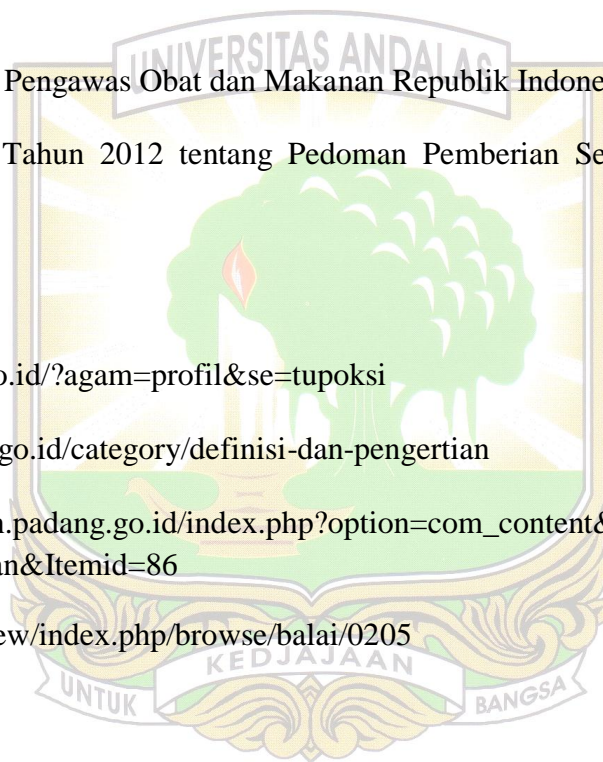 UNIVERSITAS ANDALAS
Pengawas Obat dan Makanan Republik Indone
Tahun 2012 tentang Pedoman Pemberian Se
o.id/?agam=profil&se=tupoksi
go.id/category/definisi-dan-pengertian
n.padang.go.id/index.php?option=com_content&
an&Itemid=86
ew/index.php/browse/balai/0205
UNTUK KEDJAJAAN BANGSA